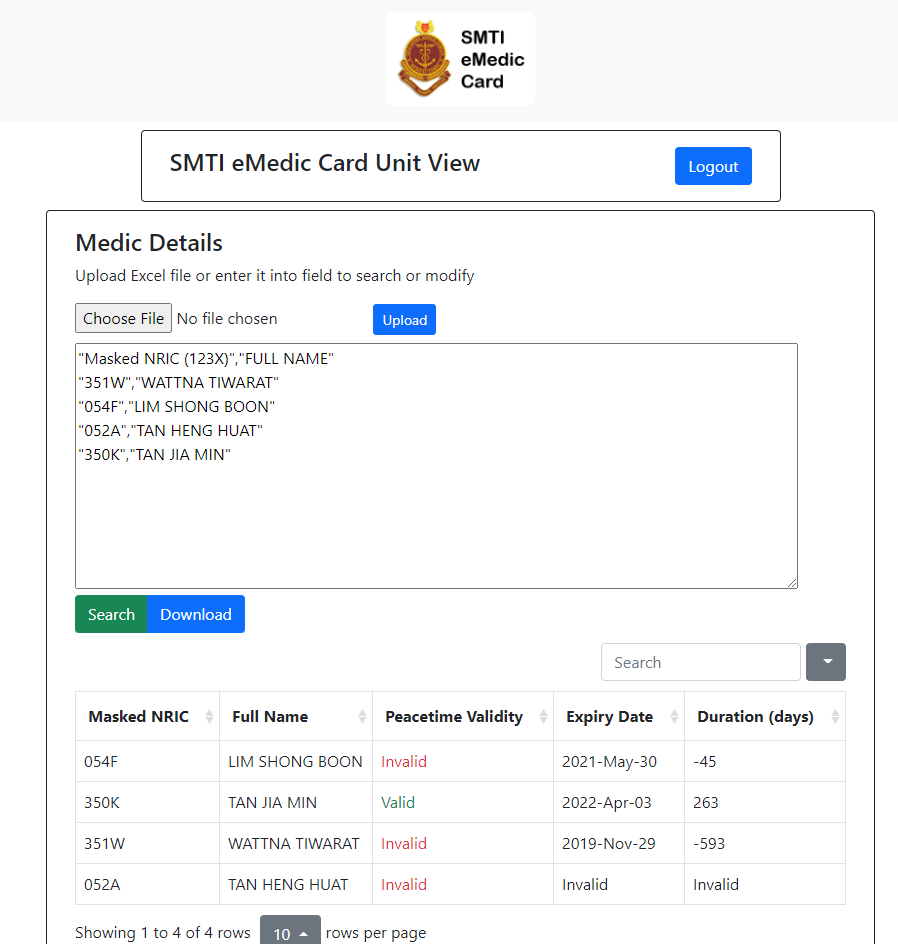 SMTI
eMedic
Card
SMTI eMedic Card Unit View
Logout
Medic Details
Upload Excel file or enter it into field to search or modify
Choose File No file chosen Upload
"Masked NRIC (123X)","FULL NAME"
"351W","WATTNA TIWARAT"
"054F","LIM SHONG BOON"
"052A","TAN HENG HUAT"
"350K","TAN JIA MIN"
Search Download
Search
Masked NRIC Full Name Peacetime Validity Expiry Date Duration (days)
054F LIM SHONG BOON Invalid 2021-May-30 -45
350K TAN JIA MIN Valid 2022-Apr-03 263
351W WATTNA TIWARAT Invalid 2019-Nov-29 -593
052A TAN HENG HUAT Invalid Invalid Invalid
Showing 1 to 4 of 4 rows 10 rows per page